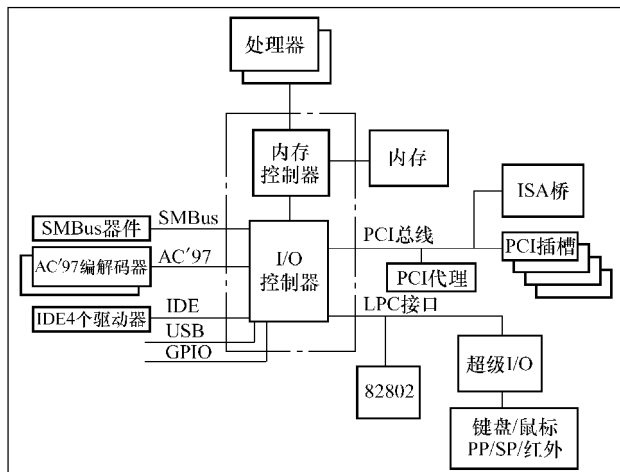 处理器
内存
控制器
内存
ISA桥
SMBus器件
SMBus
AC′97编解码器
AC′97
I/O
控制器
PCI总线
PCI插槽
PCI代理
IDE4个驱动器
IDE
LPC接口
USB
GPIO
82802
超级I/O
键盘/鼠标
PP/SP/红外